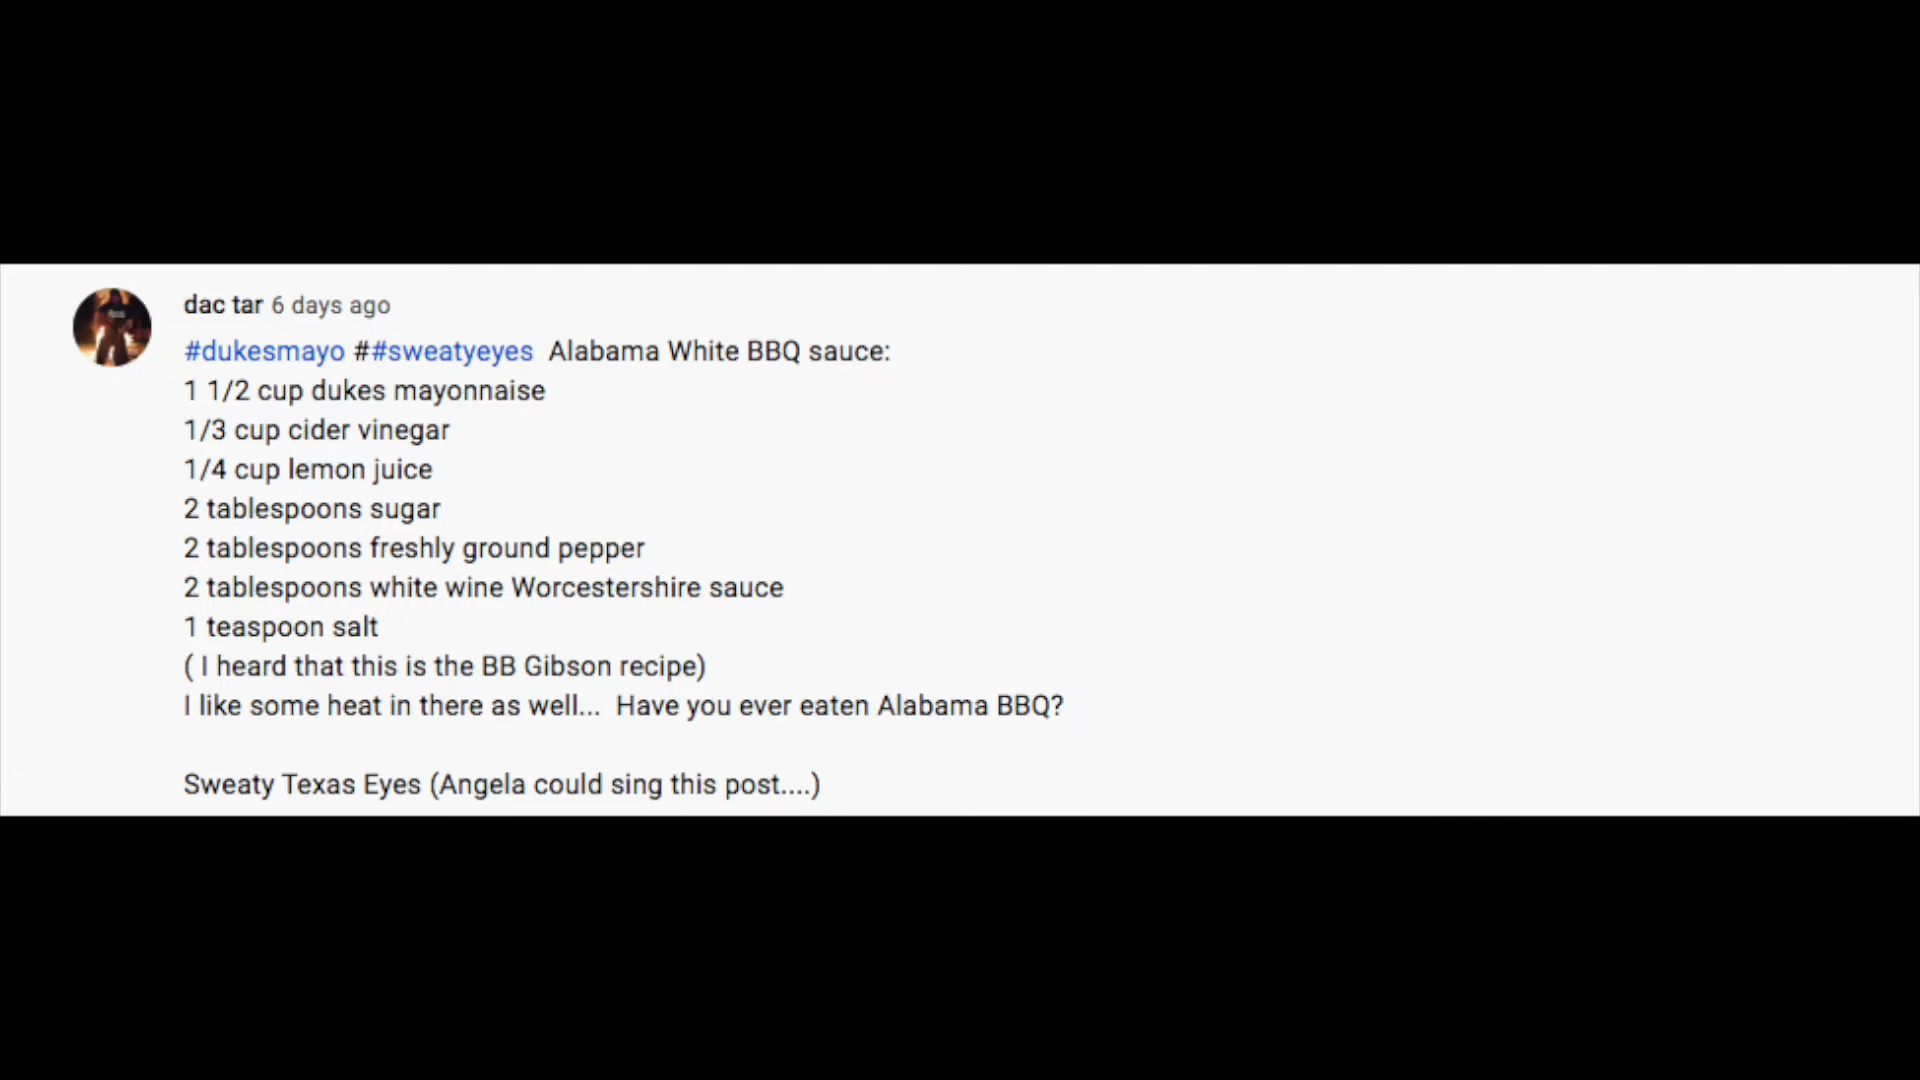 dac tar 6 days ago
#dukesmayo ##sweatyeyes Alabama White BBQ sauce:
1 1/2 cup dukes mayonnaise
1/3 cup cider vinegar
1/4 cup lemon juice
2 tablespoons sugar
2 tablespoons freshly ground pepper
2 tablespoons white wine Worcestershire sauce
1 teaspoon salt
( I heard that this is the BB Gibson recipe)
I like some heat in there as well... Have you ever eaten Alabama BBQ?
Sweaty Texas Eyes (Angela could sing this post....)